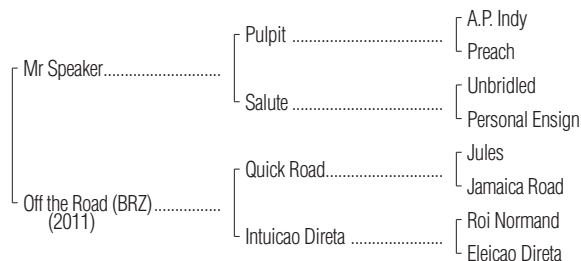 A.P. Indy
Pulpit
Preach
Mr Speaker
Unbridled
Salute
Personal Ensign
Jules
Quick Road
Jamaica Road
Off the Road (BRZ)
(2011)
Roi Normand
Intuicao Direta
Eleicao Direta